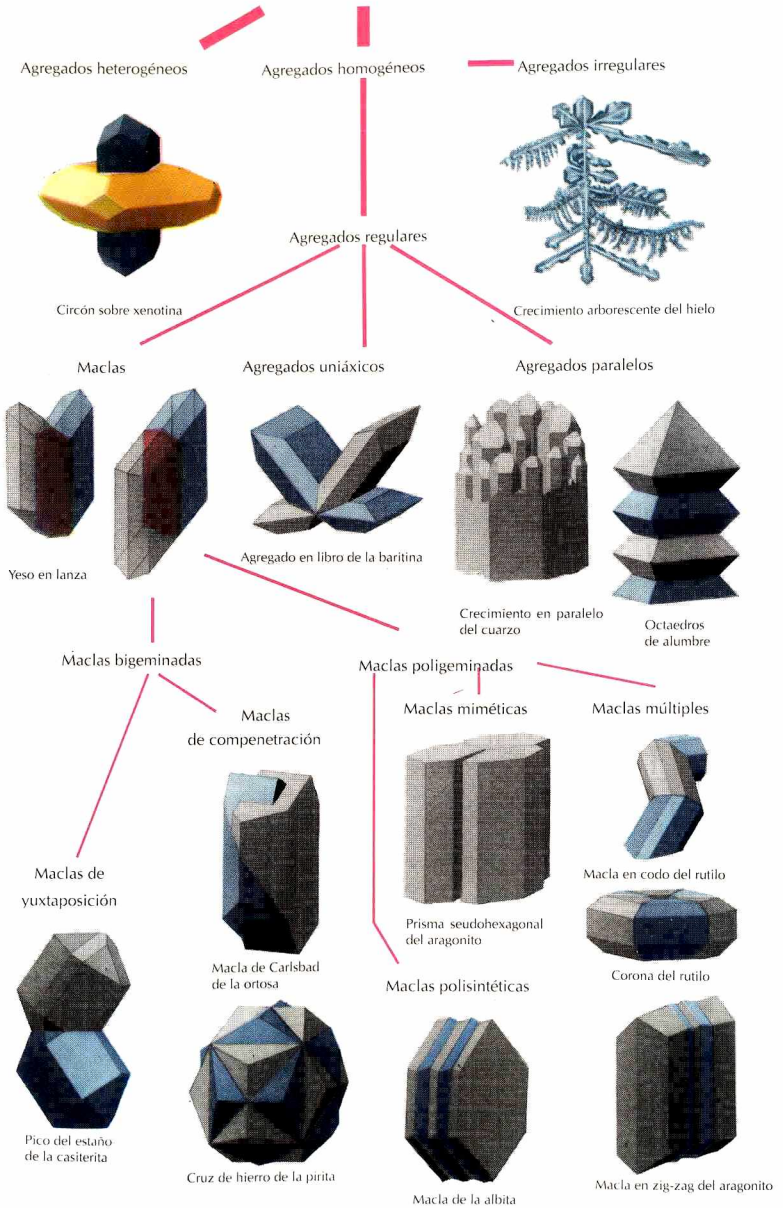 Agregados heterogéneos
Agregados homogéneos
Agregados irregulares
Agregados regulares
Circón sobre xenotina
Crecimiento arborescente del hielo
Maclas
Agregados uniáxicos
Agregados paralelos
Yeso en lanza
Agregado en libro de la baritina
Crecimiento en paralelo
del cuarzo
Octaedros
de alumbre
Maclas bigeminadas
Maclas poligeminadas
Maclas
de compenetración
Maclas miméticas
Maclas múltiples
Maclas de
yuxtaposición
Macla en codo del rutilo
Prisma seudohexagonal
del aragonito
Macla de Carlsbad
de la ortosa
Corona del rutilo
Maclas polisintéticas
Pico del estaño
de la casiterita
Cruz de hierro de la pirita
Macla de la albita
Macla en zig-zag del aragonito